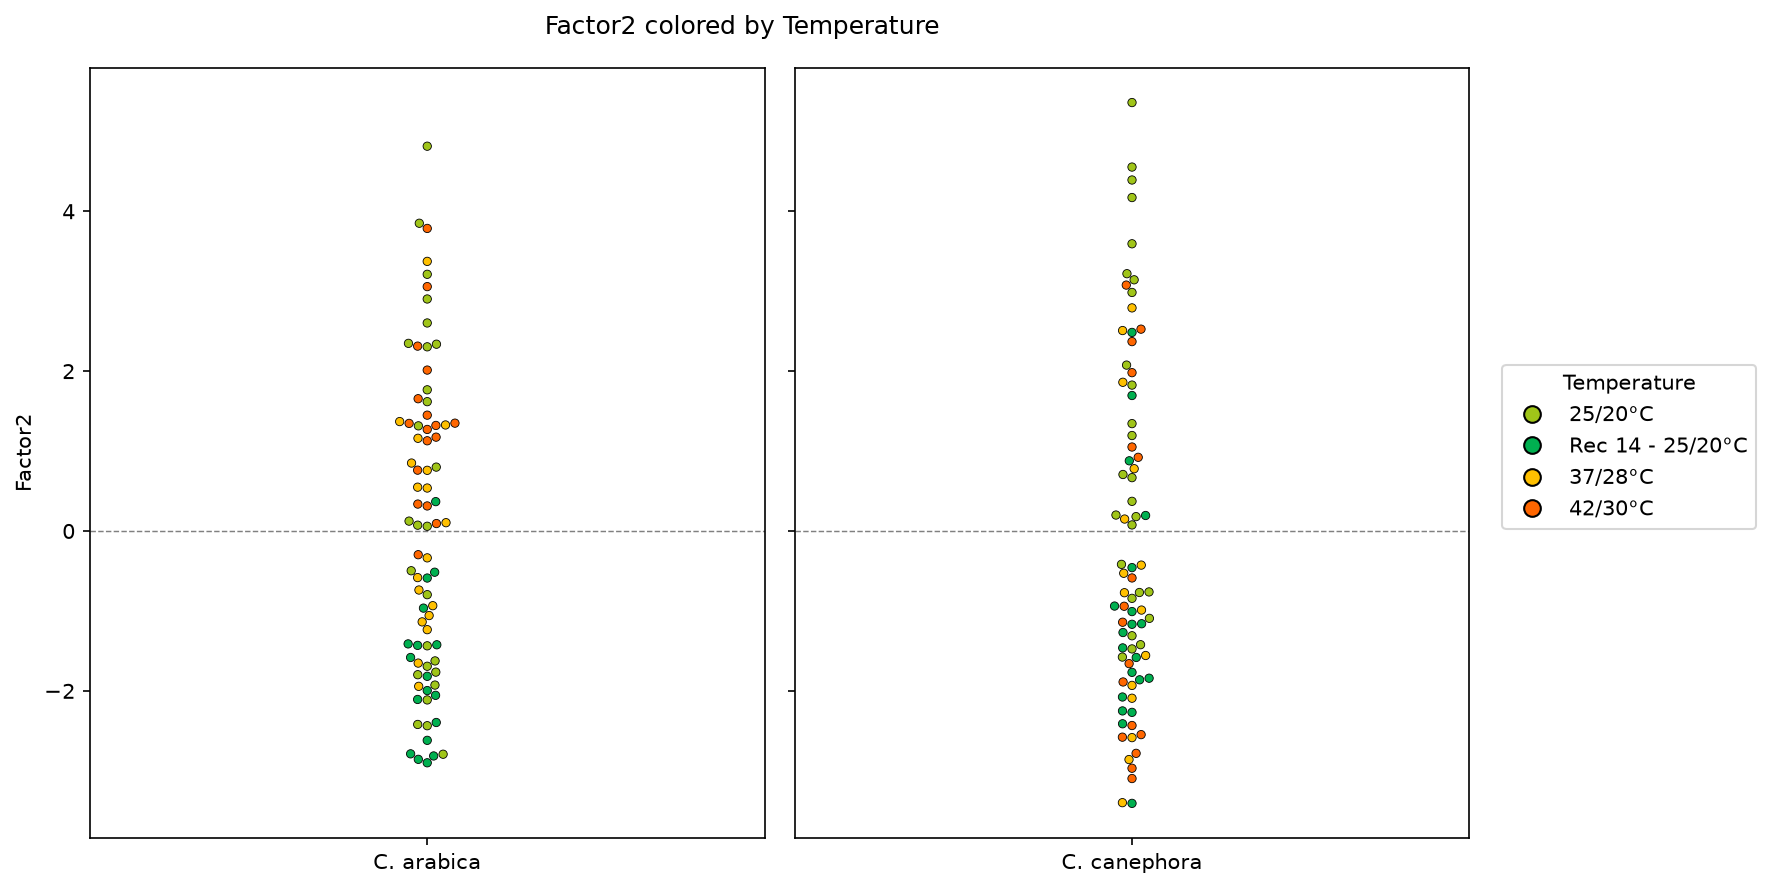 Factor2 colored by Temperature
Factor2
4
2
0
−2
C. arabica
C. canephora
Temperature
25/20°C
Rec 14 - 25/20°C
37/28°C
42/30°C